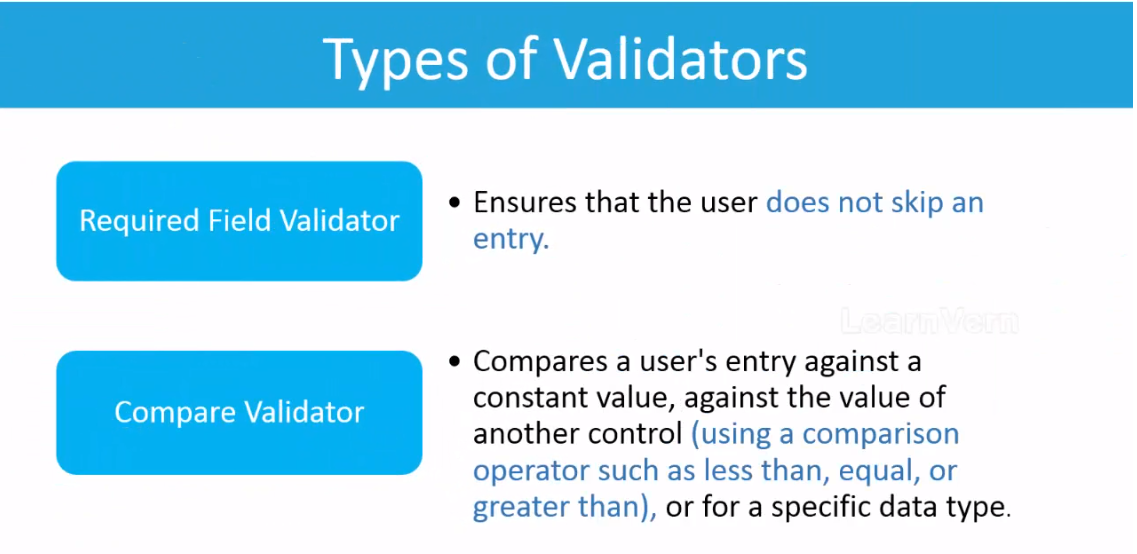 Types of Validators
Required Field Validator
• Ensures that the user does not skip an
entry.
LearnVern
Compare Validator
• Compares a user's entry against a
constant value, against the value of
another control (using a comparison
operator such as less than, equal, or
greater than), or for a specific data type.